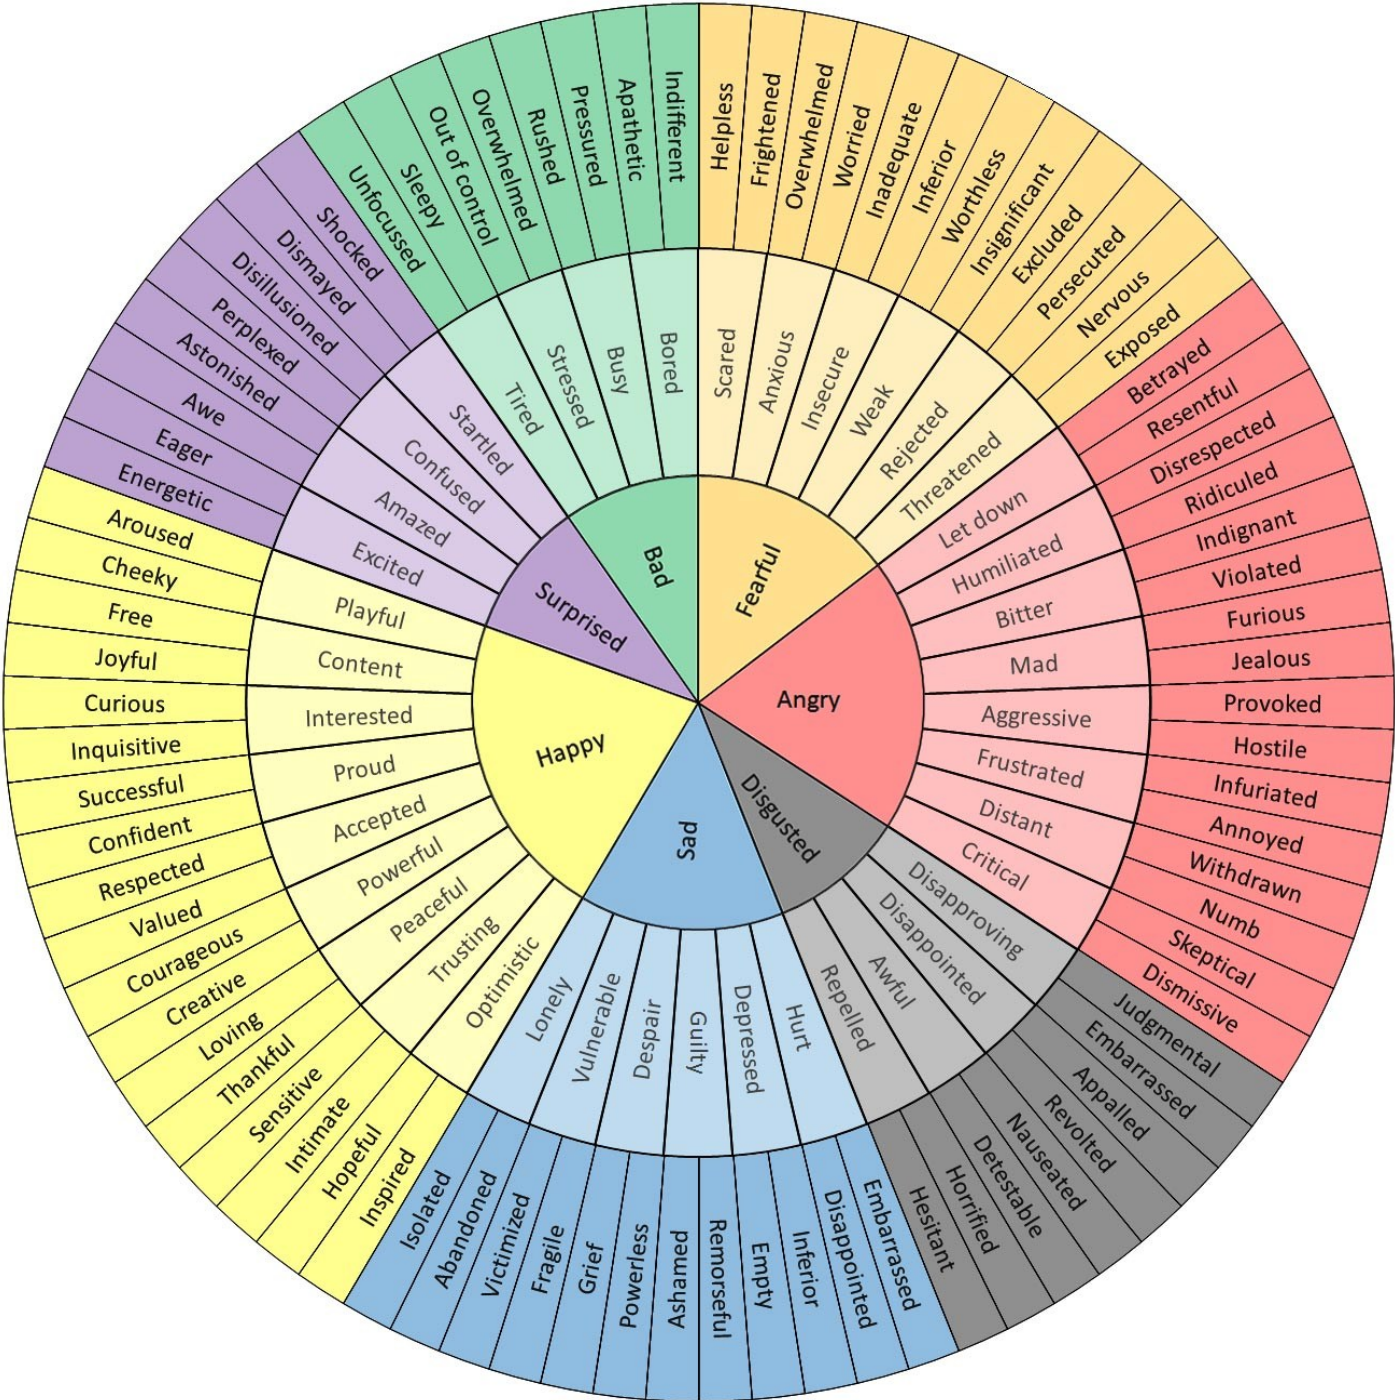 Fearful
Angry
Disgusted
Sad
Happy
Surprised
Bad
Scared
Anxious
Insecure
Weak
Rejected
Threatened
Let down
Humiliated
Bitter
Mad
Aggressive
Frustrated
Distant
Critical
Disapproving
Disappointed
Awful
Repelled
Hurt
Depressed
Guilty
Despair
Vulnerable
Lonely
Optimistic
Trusting
Peaceful
Powerful
Accepted
Proud
Interested
Content
Playful
Excited
Amazed
Confused
Startled
Tired
Stressed
Busy
Bored
Helpless
Frightened
Overwhelmed
Worried
Inadequate
Inferior
Worthless
Insignificant
Excluded
Persecuted
Nervous
Exposed
Betrayed
Resentful
Disrespected
Ridiculed
Indignant
Violated
Furious
Jealous
Provoked
Hostile
Infuriated
Annoyed
Withdrawn
Numb
Skeptical
Dismissive
Judgmental
Embarrassed
Appalled
Revolted
Nauseated
Detestable
Horrified
Hesitant
Embarrassed
Disappointed
Inferior
Empty
Remorseful
Ashamed
Powerless
Grief
Fragile
Victimized
Abandoned
Isolated
Inspired
Hopeful
Intimate
Sensitive
Thankful
Loving
Creative
Courageous
Valued
Respected
Confident
Successful
Inquisitive
Curious
Joyful
Free
Cheeky
Aroused
Energetic
Eager
Awe
Astonished
Perplexed
Disillusioned
Dismayed
Shocked
Unfocussed
Sleepy
Out of control
Overwhelmed
Rushed
Pressured
Apathetic
Indifferent